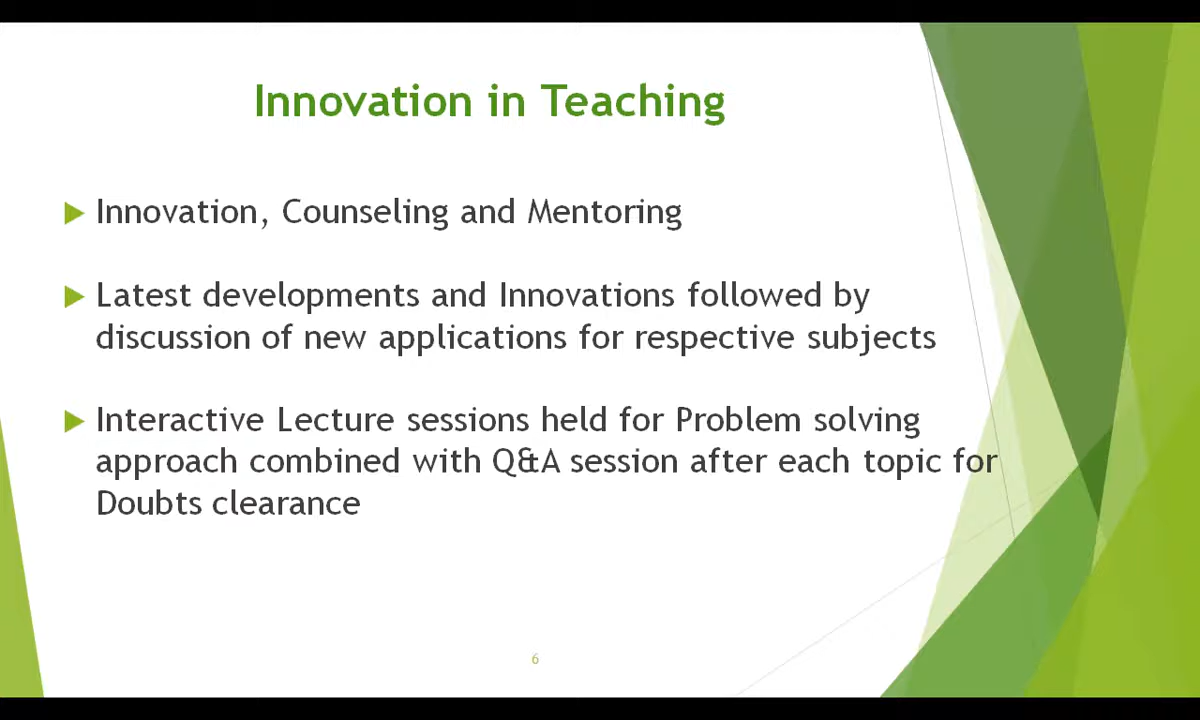 Innovation in Teaching
Innovation, Counseling and Mentoring
Latest developments and Innovations followed by
discussion of new applications for respective subjects
Interactive Lecture sessions held for Problem solving
approach combined with Q&A session after each topic for
Doubts clearance
6